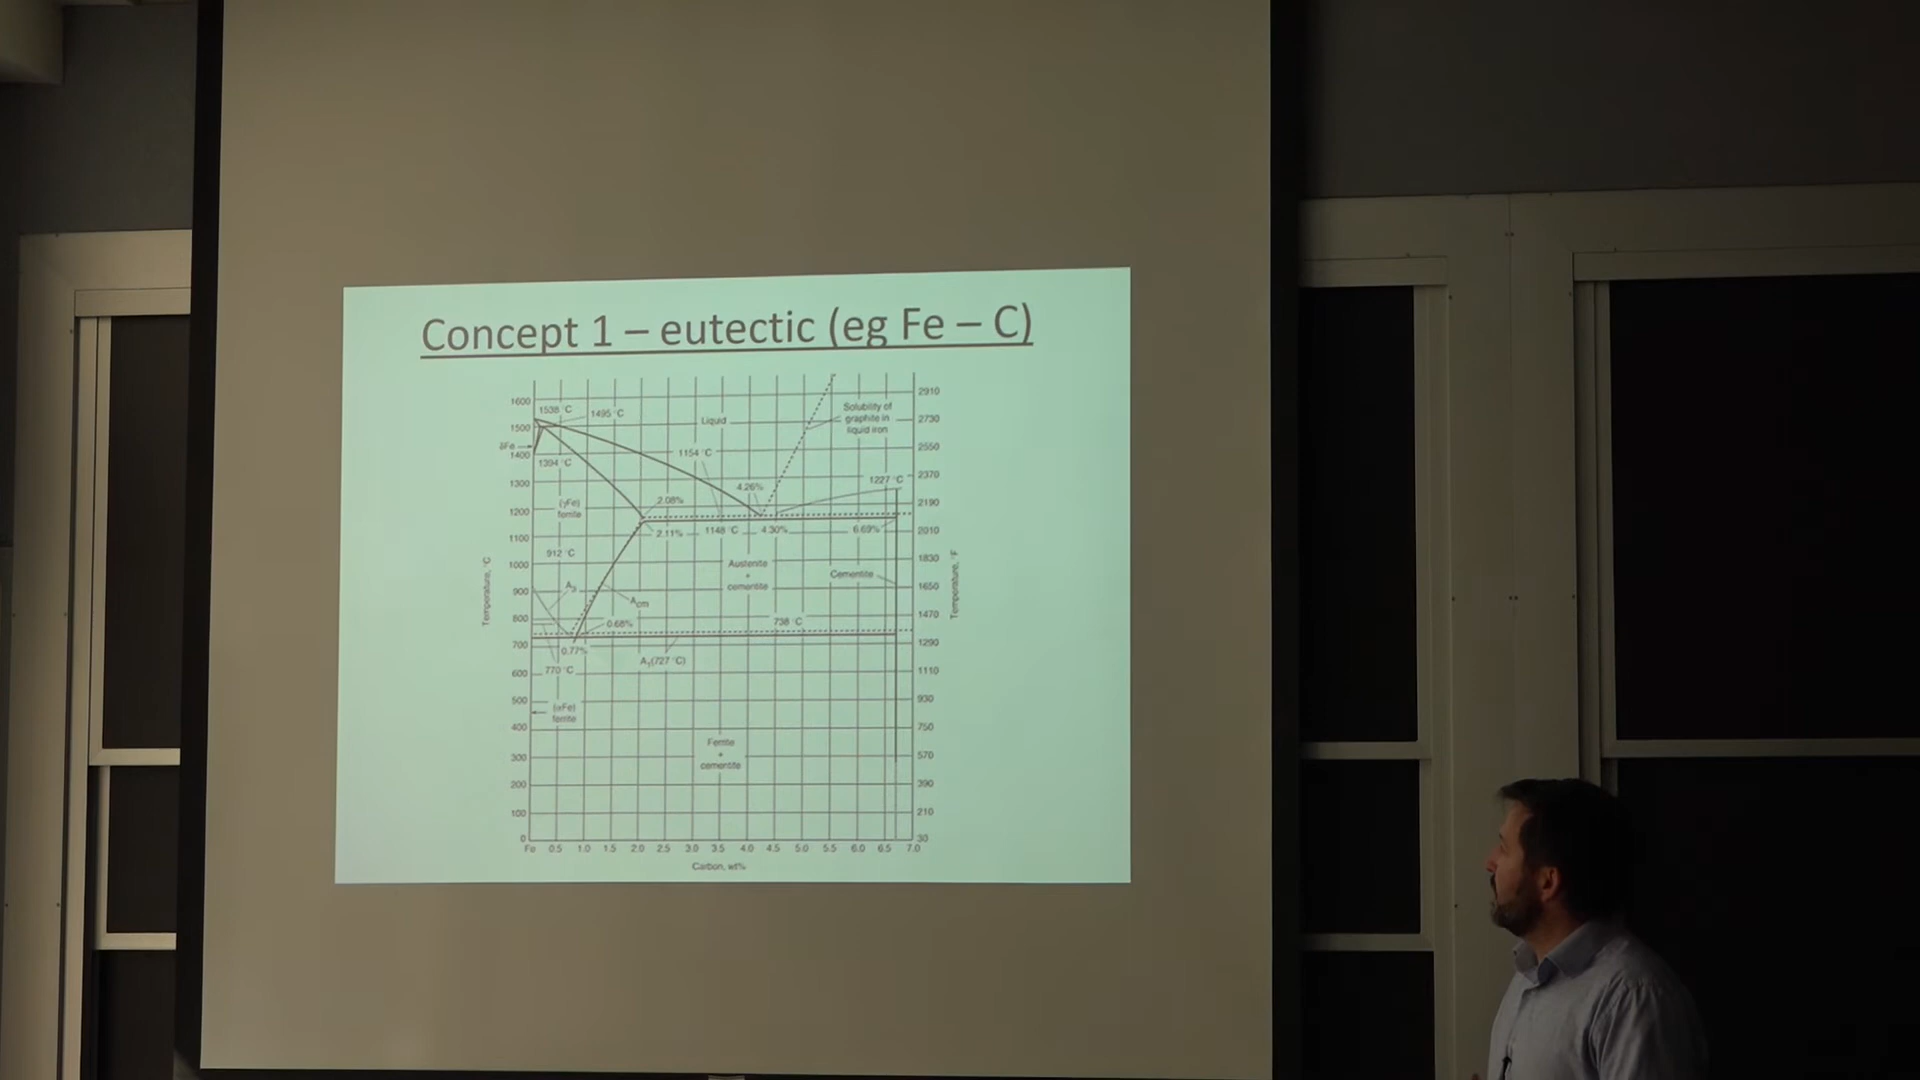 Concept 1 – eutectic (eg Fe – C)
1600
1538 °C
1495 °C
Liquid
Solubility of
graphite in
liquid iron
2910
2730
1500
δFe
1400
1394 °C
1154 °C
2550
1300
4.26%
1227 °C
2370
(γFe)
ferrite
2.08%
2190
1200
2.11%
1148 °C
4.30%
6.69%
2010
1100
912 °C
1000
Austenite
+
cementite
Cementite
1830
Temperature, °C
Temperature, °F
900
A3
Acm
1650
800
0.68%
738 °C
1470
700
0.77%
A1(727 °C)
1290
600
770 °C
1110
500
(αFe)
ferrite
930
400
Ferrite
+
cementite
750
300
570
200
390
100
210
0
30
Fe 0.5 1.0 1.5 2.0 2.5 3.0 3.5 4.0 4.5 5.0 5.5 6.0 6.5 7.0
Carbon, wt%